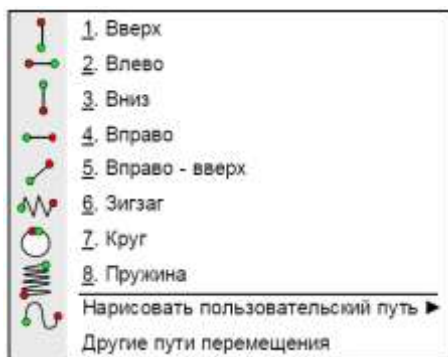 1. Вверх
2. Влево
3. Вниз
4. Вправо
5. Вправо - вверх
6. Зигзаг
7. Круг
8. Пружина
Нарисовать пользовательский путь ►
Другие пути перемещения